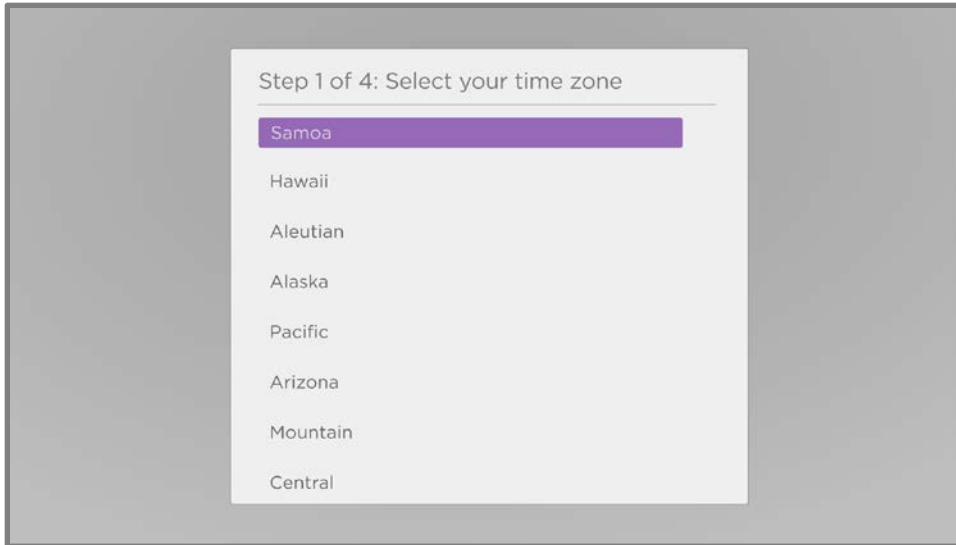 Step 1 of 4: Select your time zone
Samoa
Hawaii
Aleutian
Alaska
Pacific
Arizona
Mountain
Central